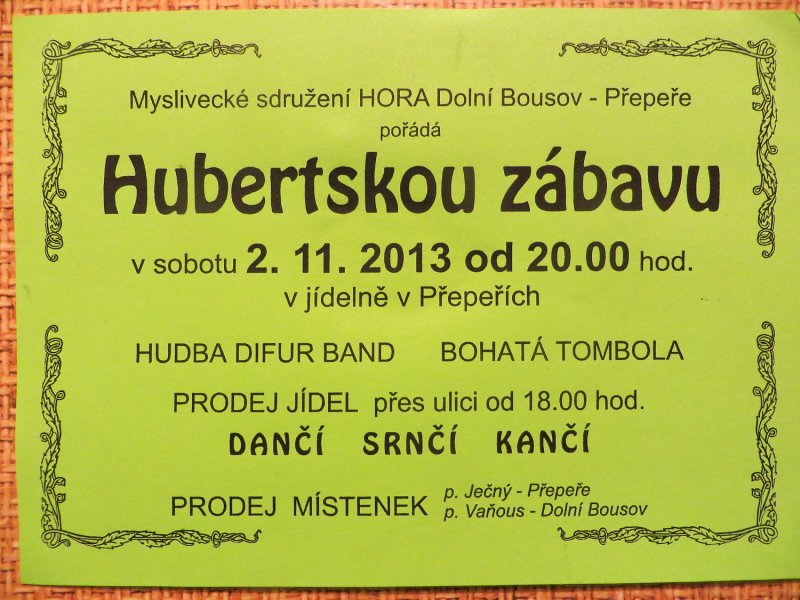 Myslivecké sdružení HORA Dolní Bousov - Přepeře
pořádá
Hubertskou zábavu
v sobotu 2. 11. 2013 od 20.00 hod.
v jídelně v Přepeřích
HUDBA DIFUR BAND BOHATÁ TOMBOLA
PRODEJ JÍDEL přes ulici od 18.00 hod.
DANČÍ SRNČÍ KANČÍ
PRODEJ MÍSTENEK p. Ječný - Přepeře
p. Vaňous - Dolní Bousov